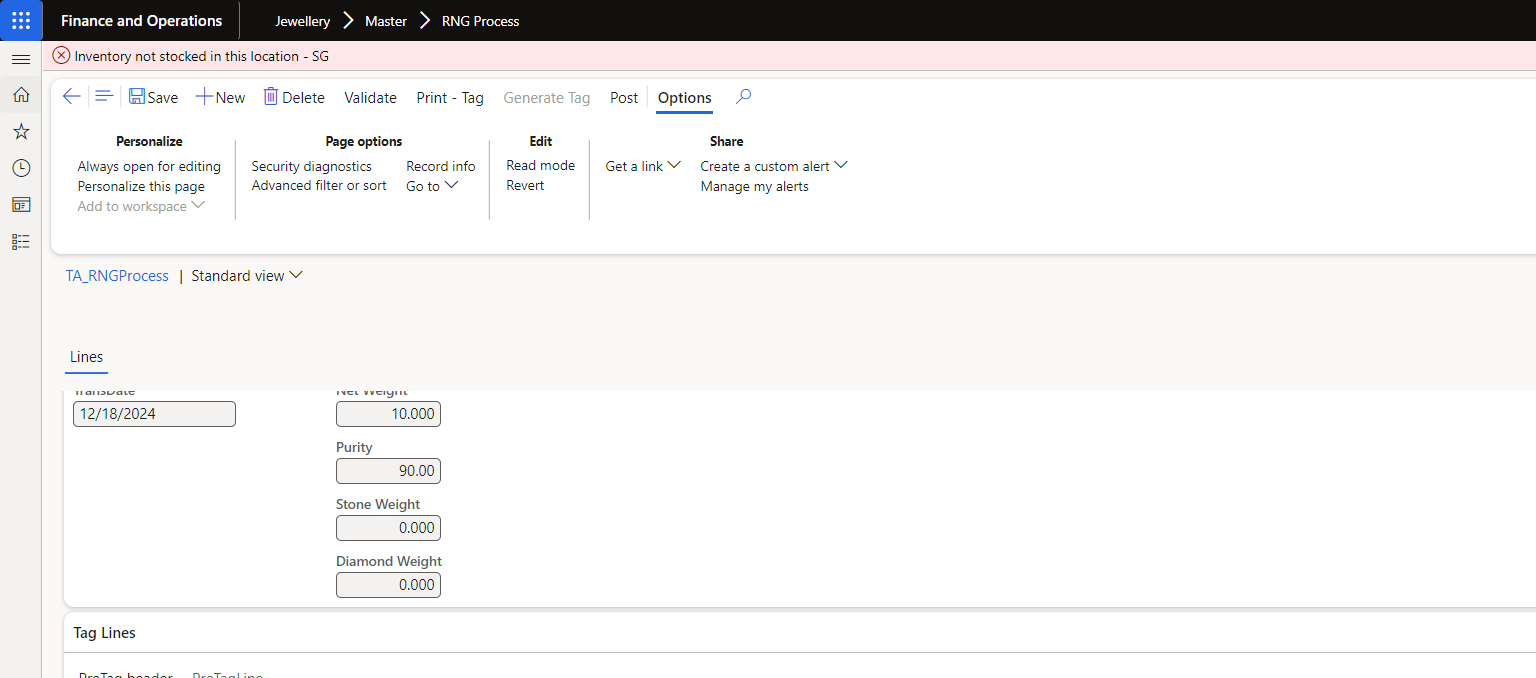 Finance and Operations Jewellery Master RNG Process
Inventory not stocked in this location - SG
Save New Delete Validate Print - Tag Generate Tag Post Options
Personalize
Always open for editing
Personalize this page
Add to workspace
Page options
Security diagnostics
Advanced filter or sort
Record info
Go to
Edit
Read mode
Revert
Share
Get a link
Create a custom alert
Manage my alerts
TA_RNGProcess | Standard view
Lines
TransDate
12/18/2024
Net Weight
10.000
Purity
90.00
Stone Weight
0.000
Diamond Weight
0.000
Tag Lines
ProTag header ProTagLine